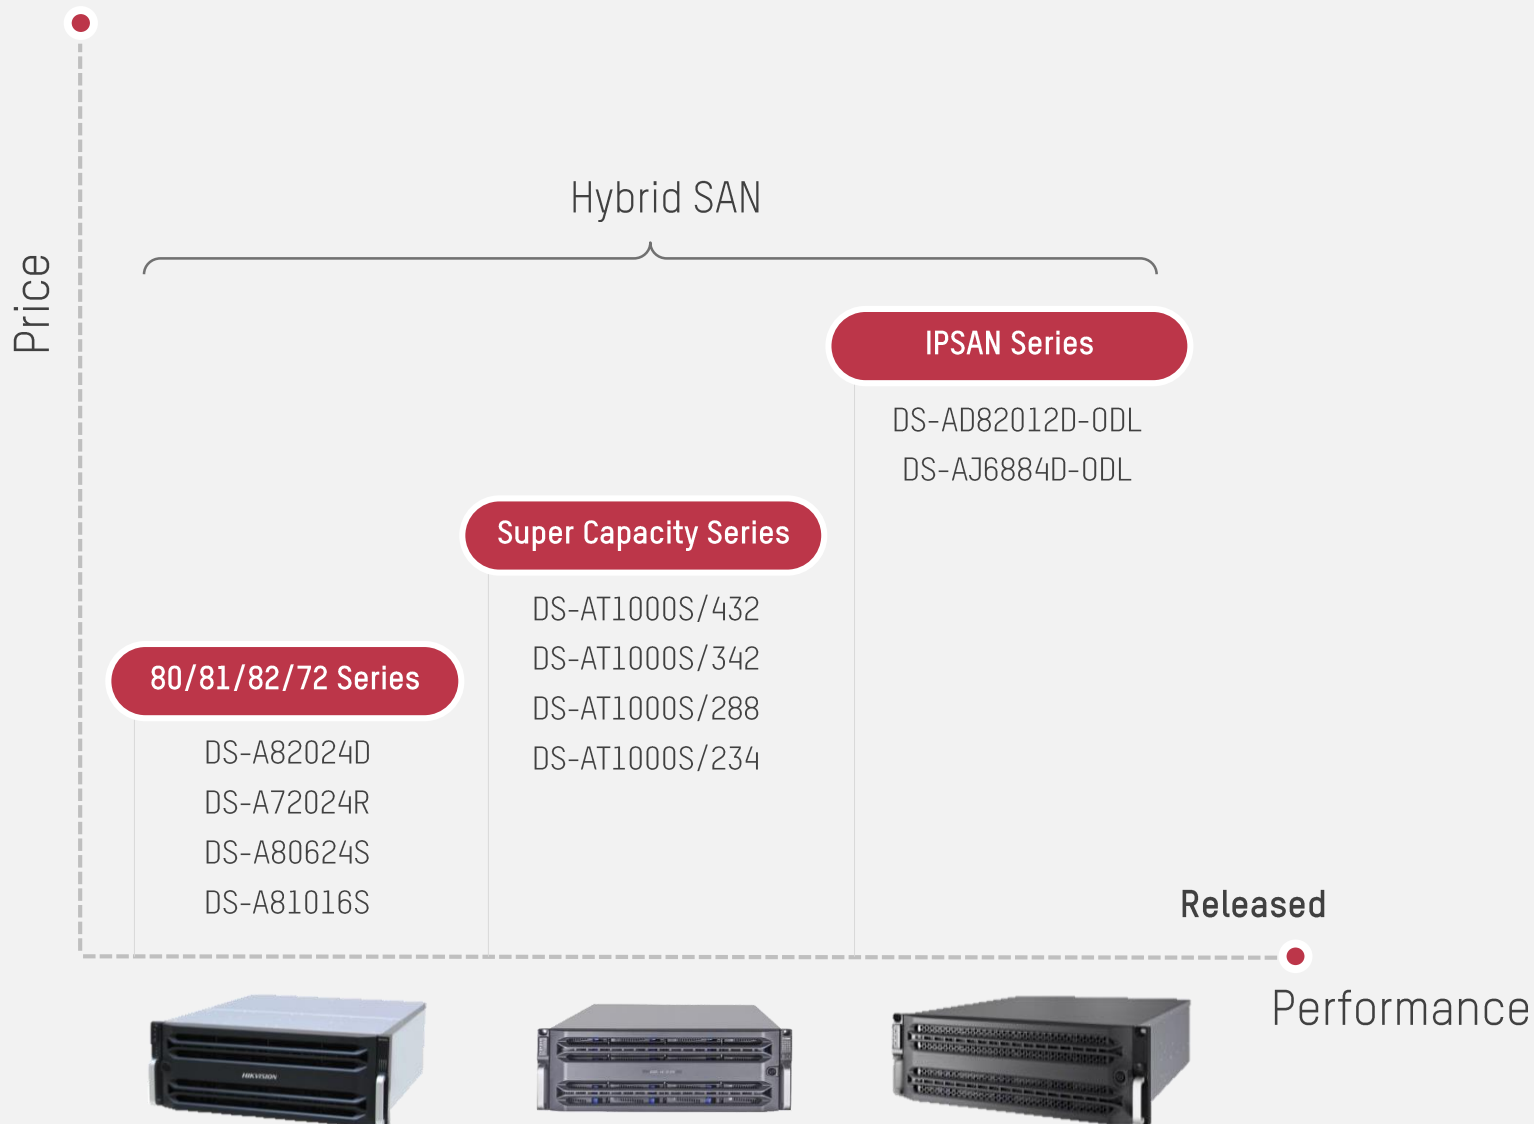 Price
Hybrid SAN
IPSAN Series
DS-AD82012D-ODL
DS-AJ6884D-ODL
Super Capacity Series
DS-AT1000S/432
DS-AT1000S/342
DS-AT1000S/288
DS-AT1000S/234
80/81/82/72 Series
DS-A82024D
DS-A72024R
DS-A80624S
DS-A81016S
Released
Performance
HIKVISION